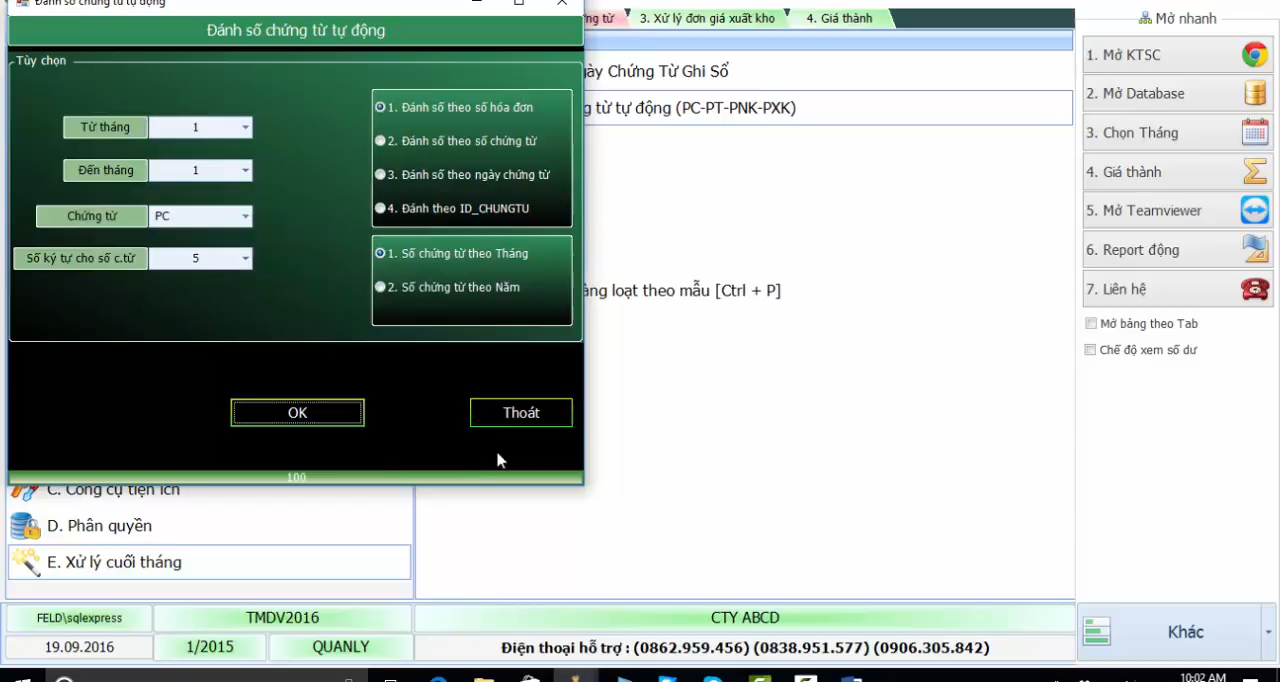 Đánh số chứng từ tự động
Đánh số chứng từ tự động
Tùy chọn
Từ tháng 1
Đến tháng 1
Chứng từ PC
Số ký tự cho số c.từ 5
1. Đánh số theo số hóa đơn
2. Đánh số theo số chứng từ
3. Đánh số theo ngày chứng từ
4. Đánh theo ID_CHUNGTU
1. Số chứng từ theo Tháng
2. Số chứng từ theo Năm
OK
Thoát
100
từ
3. Xử lý đơn giá xuất kho
4. Giá thành
Chứng Từ Ghi Sổ
từ tự động (PC-PT-PNK-PXK)
loạt theo mẫu [Ctrl + P]
C. Công cụ tiện ích
D. Phân quyền
E. Xử lý cuối tháng
Mở nhanh
1. Mở KTSC
2. Mở Database
3. Chọn Tháng
4. Giá thành
5. Mở Teamviewer
6. Report động
7. Liên hệ
Mở bảng theo Tab
Chế độ xem số dư
FELD\sqlexpress
TMDV2016
CTY ABCD
19.09.2016
1/2015
QUANLY
Điện thoại hỗ trợ : (0862.959.456) (0838.951.577) (0906.305.842)
Khác
10:02 AM